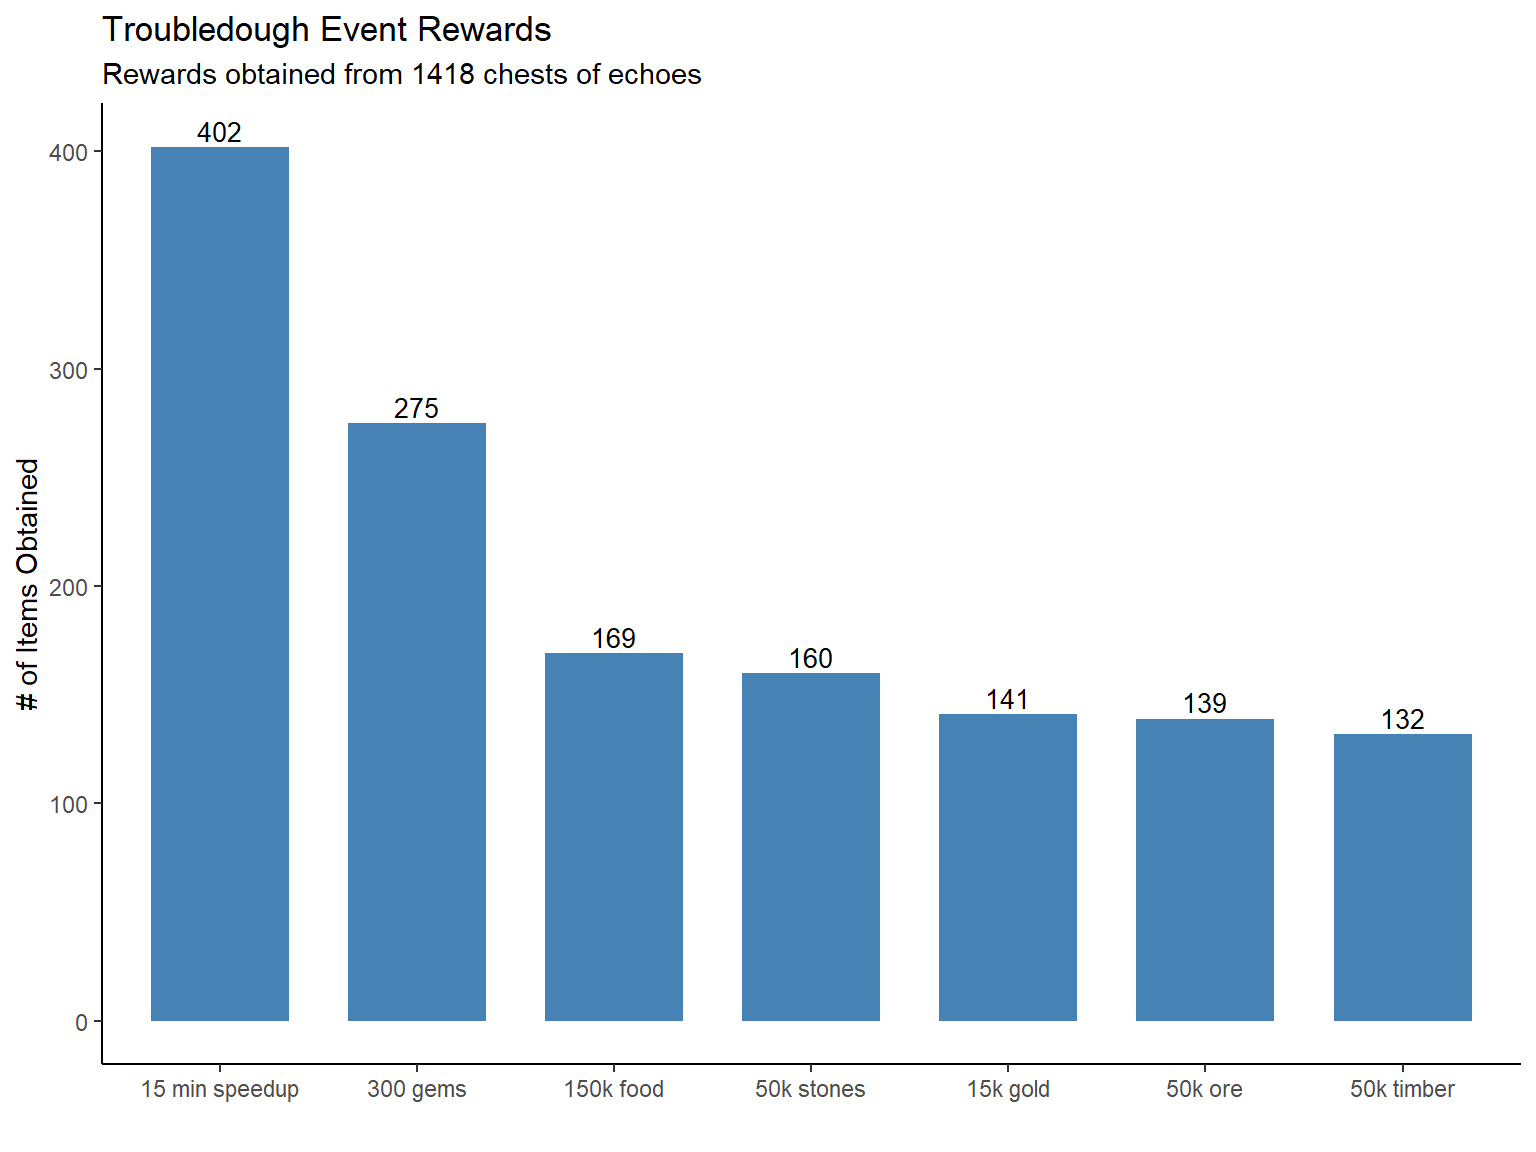 Troubledough Event Rewards
Rewards obtained from 1418 chests of echoes
# of Items Obtained
400
300
200
100
0
402
275
169
160
141
139
132
15 min speedup
300 gems
150k food
50k stones
15k gold
50k ore
50k timber